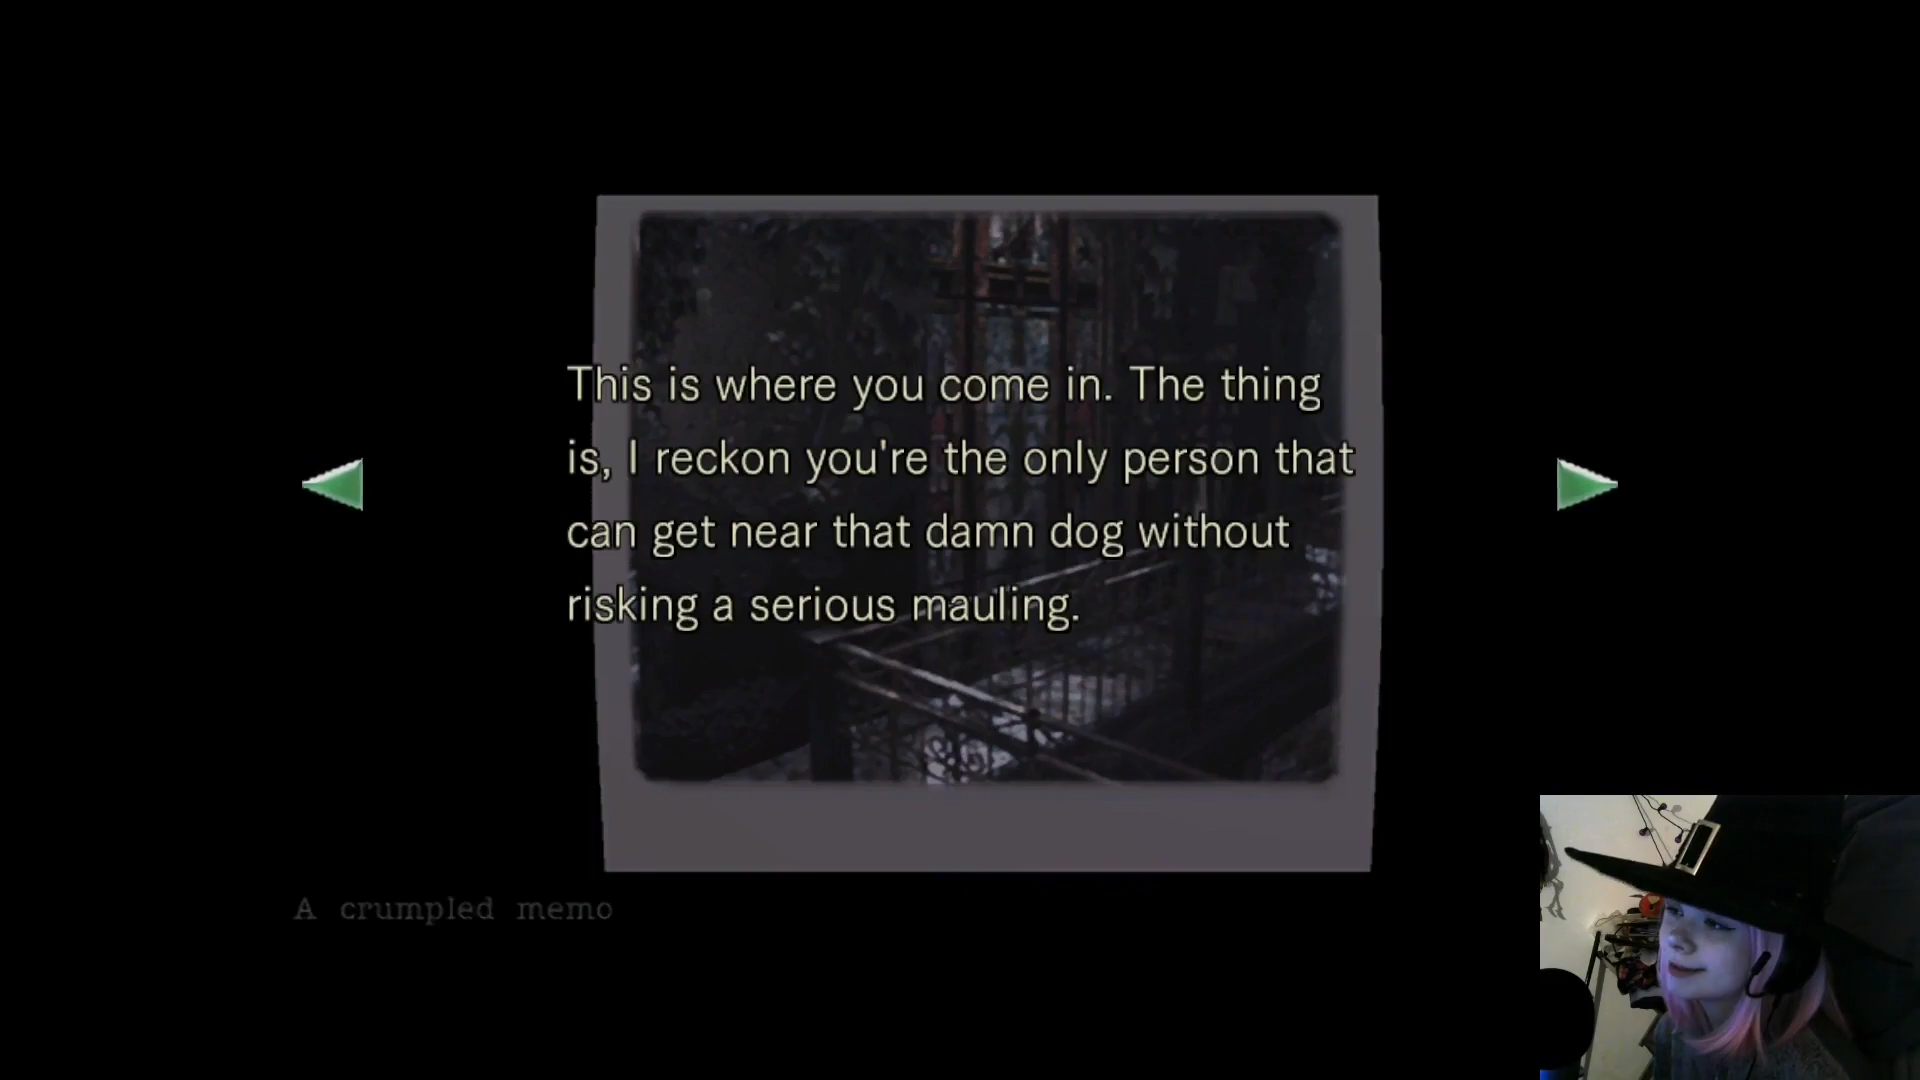 This is where you come in. The thing
is, I reckon you're the only person that
can get near that damn dog without
risking a serious mauling.
A crumpled memo